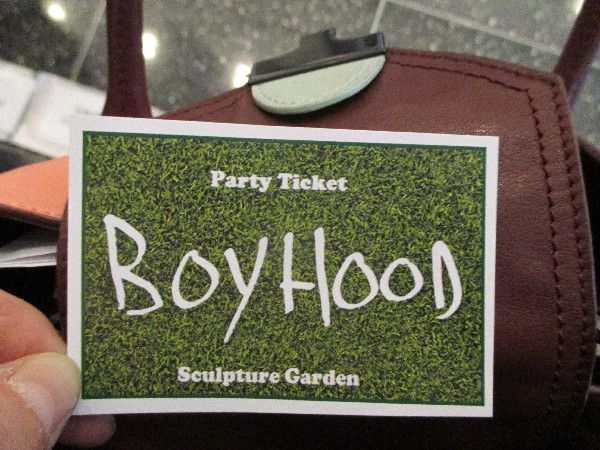 Party Ticket
BOYHOOD
Sculpture Garden